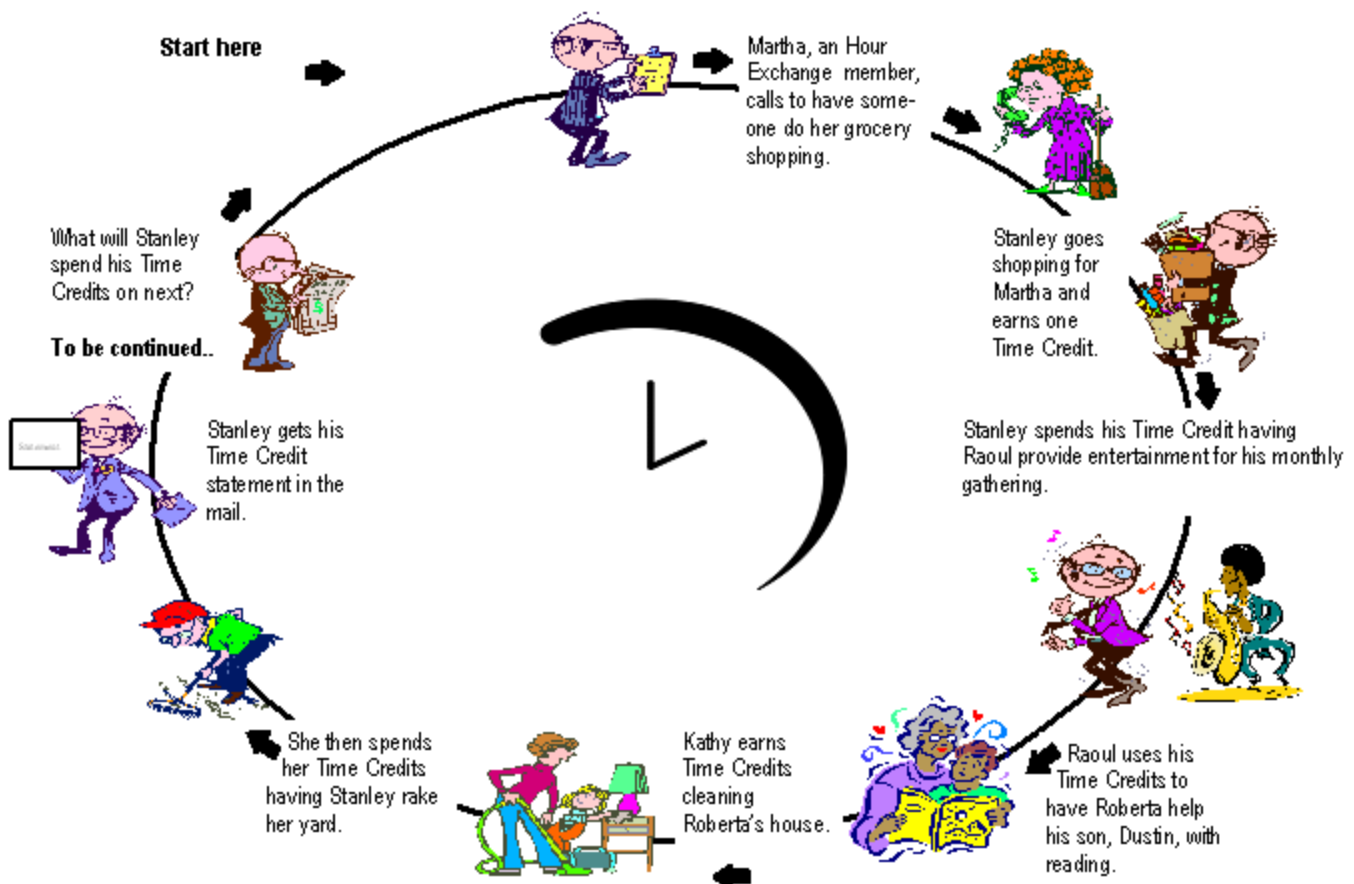 Start here
Martha, an Hour
Exchange member,
calls to have some-
one do her grocery
shopping.
Stanley goes
shopping for
Martha and
earns one
Time Credit.
Stanley spends his Time Credit having
Raoul provide entertainment for his monthly
gathering.
Raoul uses his
Time Credits to
have Roberta help
his son, Dustin, with
reading.
Kathy earns
Time Credits
cleaning
Roberta's house.
She then spends
her Time Credits
having Stanley rake
her yard.
Stanley gets his
Time Credit
statement in the
mail.
Statement
What will Stanley
spend his Time
Credits on next?
To be continued..
$